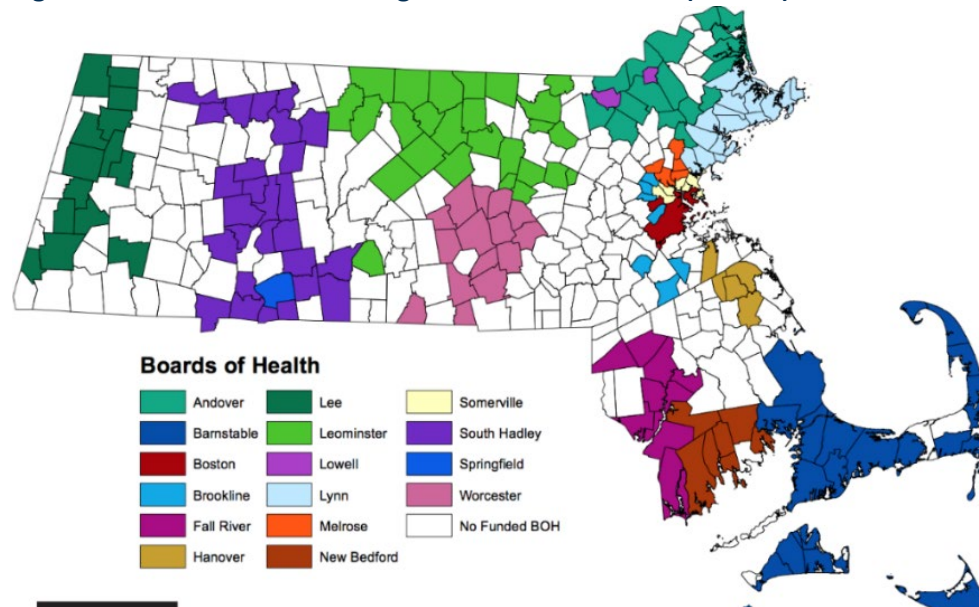 Boards of Health
Andover
Barnstable
Boston
Brookline
Fall River
Hanover
Lee
Leominster
Lowell
Lynn
Melrose
New Bedford
Somerville
South Hadley
Springfield
Worcester
No Funded BOH